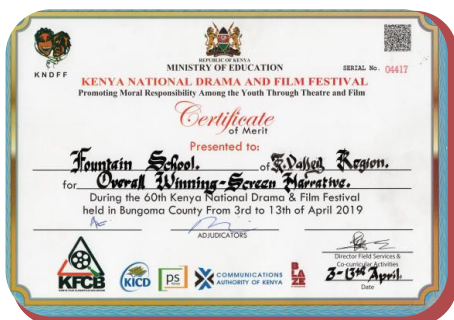 KNDFF
REPUBLIC OF KENYA
MINISTRY OF EDUCATION
SERIAL No. 04417
KENYA NATIONAL DRAMA AND FILM FESTIVAL
Promoting Moral Responsibility Among the Youth Through Theatre and Film
Certificate
of Merit
Presented to:
Fountain School. of R.Valley Region.
for Overall Winning-Screen Narrative.
During the 60th Kenya National Drama & Film Festival
held in Bungoma County From 3rd to 13th of April 2019
ADJUDICATORS
Director Field Services &
Co-curricular Activities
3-13th April.
Date
KFCB
KICD
ps
COMMUNICATIONS
AUTHORITY OF KENYA
BLAZE